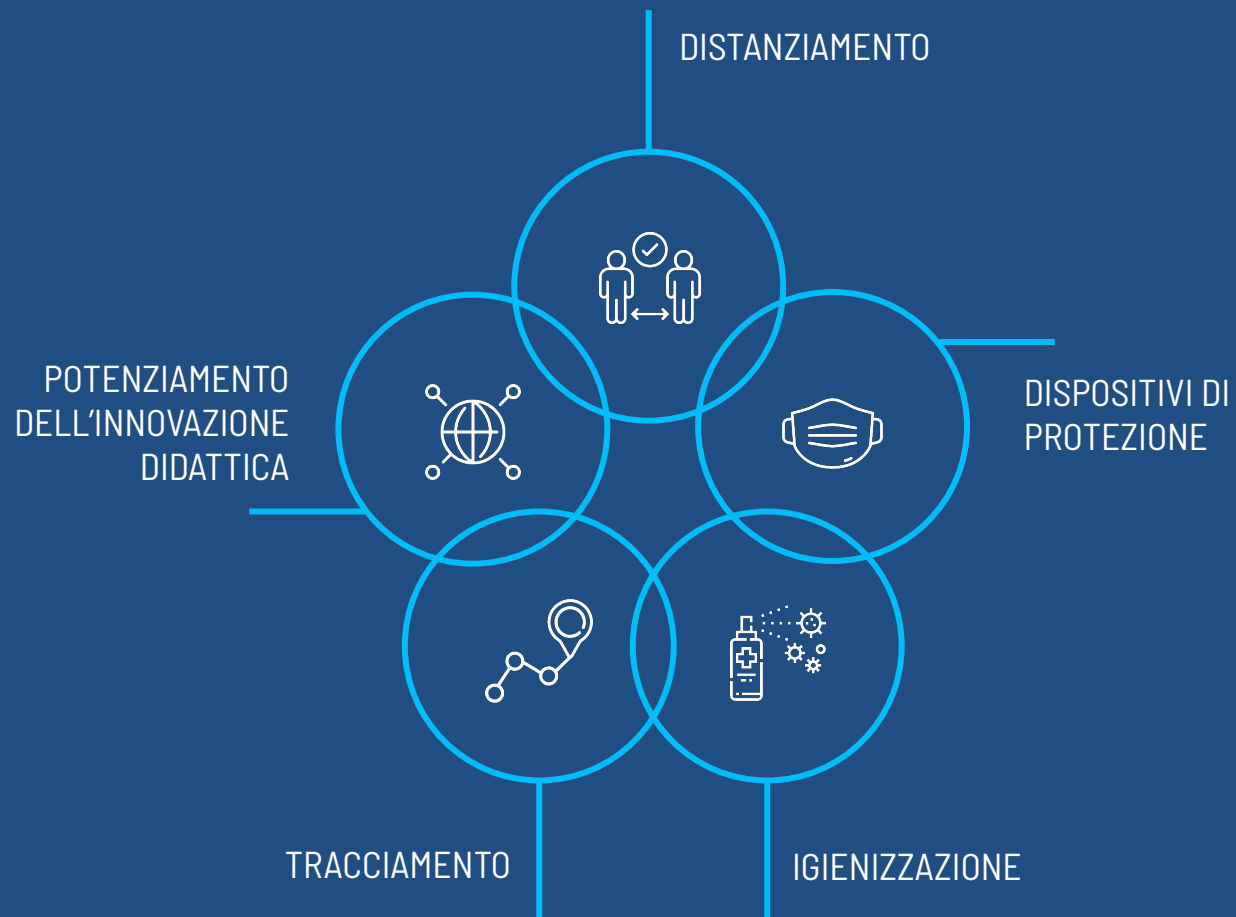 DISTANZIAMENTO
POTENZIAMENTO
DELL'INNOVAZIONE
DIDATTICA
DISPOSITIVI DI
PROTEZIONE
TRACCIAMENTO
IGIENIZZAZIONE